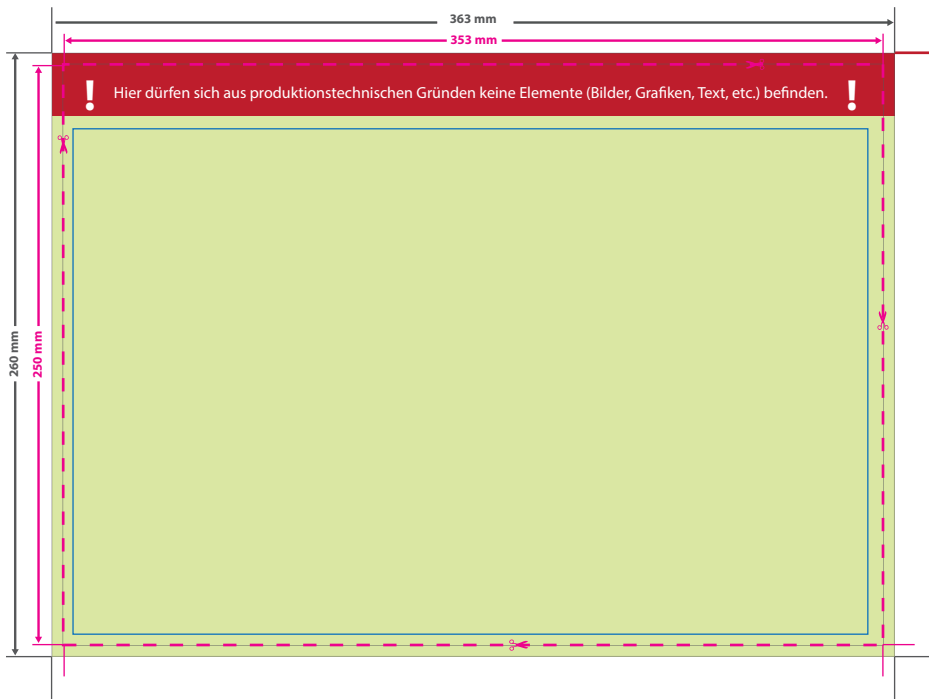 363 mm
353 mm
! Hier dürfen sich aus produktionstechnischen Gründen keine Elemente (Bilder, Grafiken, Text, etc.) befinden. !
260 mm
250 mm